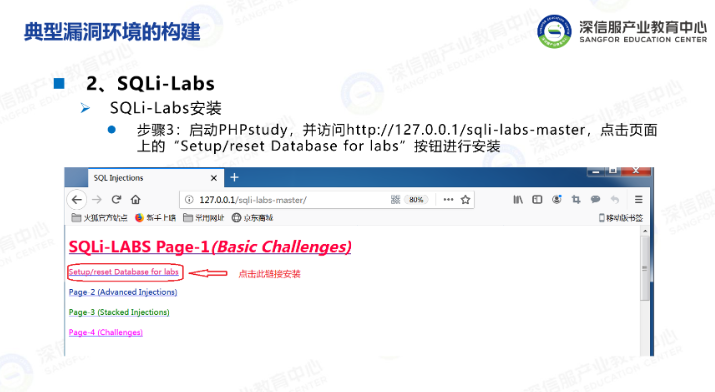 典型漏洞环境的构建
深信服产业教育中心
SANGFOR EDUCATION CENTER
2、SQLi-Labs
SQLi-Labs安装
步骤3：启动PHPstudy，并访问http://127.0.0.1/sqli-labs-master，点击页面
上的“Setup/reset Database for labs”按钮进行安装
SQL Injections
127.0.0.1/sqli-labs-master/
80%
火狐官方站点 新手上路 常用网址 京东商城 移动版书签
SQLi-LABS Page-1(Basic Challenges)
Setup/reset Database for labs 点击此链接安装
Page-2 (Advanced Injections)
Page-3 (Stacked Injections)
Page-4 (Challenges)